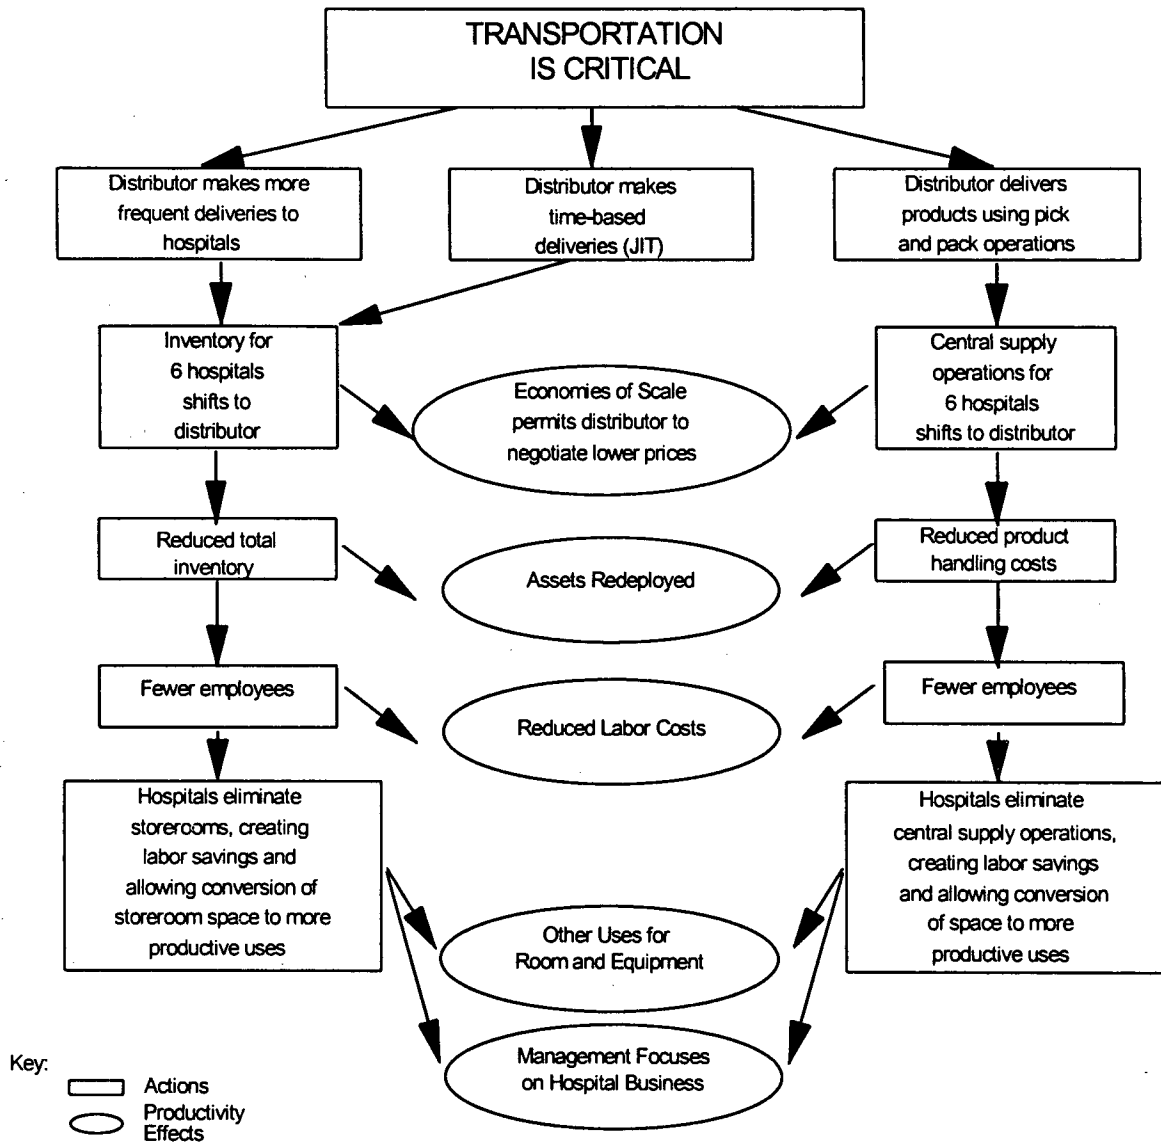 TRANSPORTATION
IS CRITICAL
Distributor makes more
frequent deliveries to
hospitals
Distributor makes
time-based
deliveries (JIT)
Distributor delivers
products using pick
and pack operations
Inventory for
6 hospitals
shifts to
distributor
Economies of Scale
permits distributor to
negotiate lower prices
Central supply
operations for
6 hospitals
shifts to distributor
Reduced total
inventory
Assets Redeployed
Reduced product
handling costs
Fewer employees
Reduced Labor Costs
Fewer employees
Hospitals eliminate
storerooms, creating
labor savings and
allowing conversion of
storeroom space to more
productive uses
Hospitals eliminate
central supply operations,
creating labor savings
and allowing conversion
of space to more
productive uses
Other Uses for
Room and Equipment
Management Focuses
on Hospital Business
Key:
Actions
Productivity
Effects